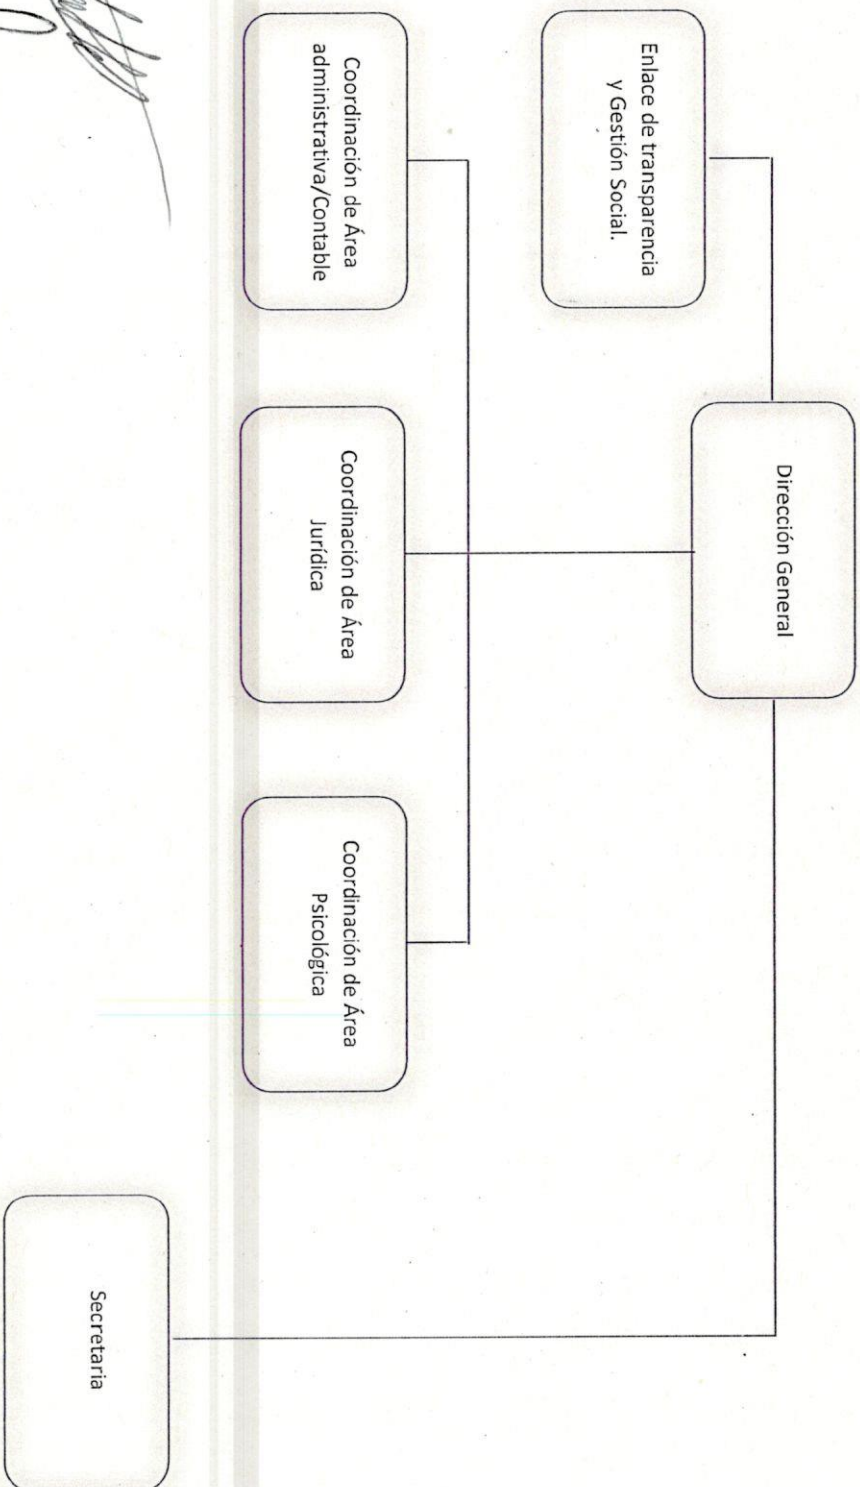 Dirección General
Enlace de transparencia
y Gestión Social.
Coordinación de Área
administrativa/Contable
Coordinación de Área
Jurídica
Coordinación de Área
Psicológica
Secretaria